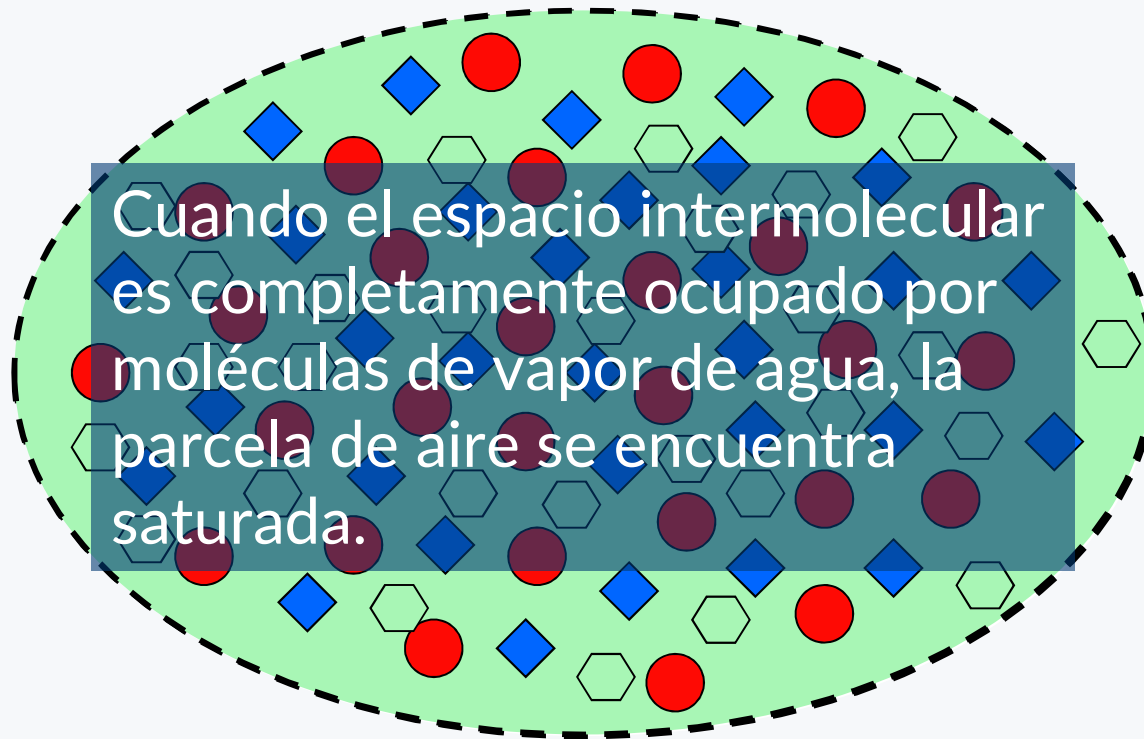 Cuando el espacio intermolecular
es completamente ocupado por
moléculas de vapor de agua, la
parcela de aire se encuentra
saturada.